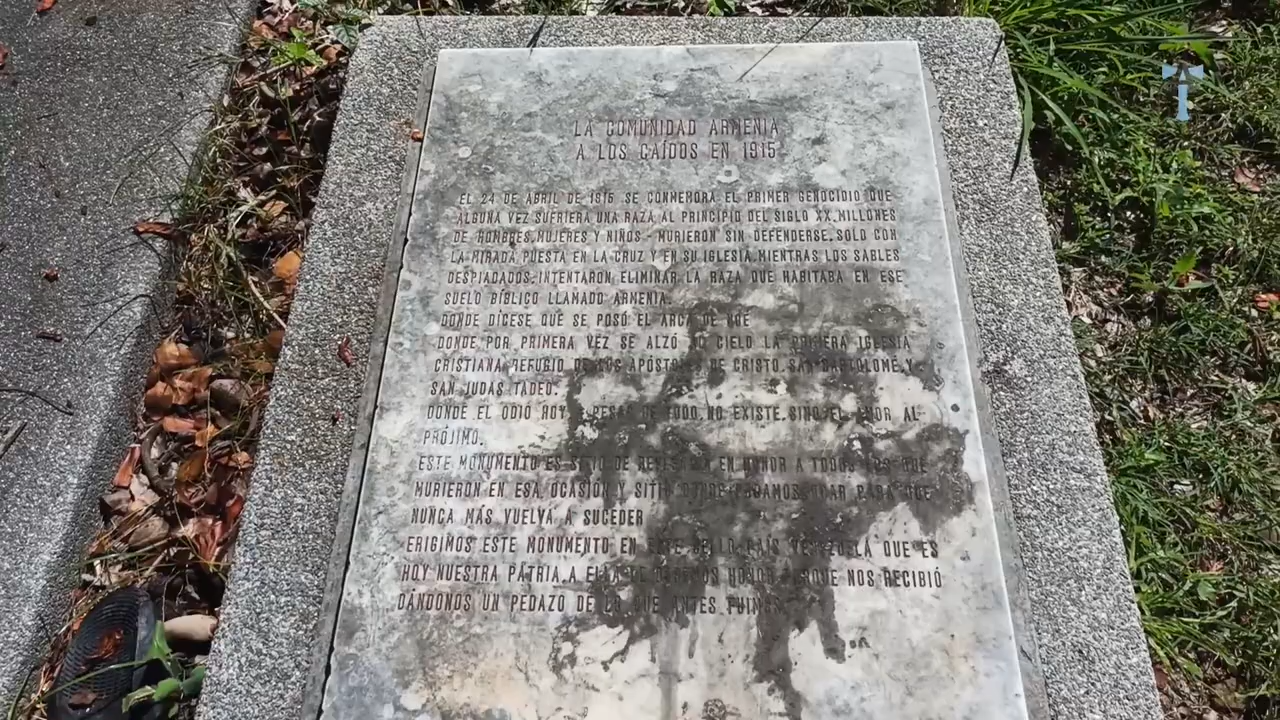 LA COMUNIDAD ARMENIA
A LOS CAÍDOS EN 1915
EL 24 DE ABRIL DE 1915 SE CONMEMORA EL PRIMER GENOCIDIO QUE
ALGUNA VEZ SUFRIERA UNA RAZA AL PRINCIPIO DEL SIGLO XX. MILLONES
DE HOMBRES, MUJERES Y NIÑOS - MURIERON SIN DEFENDERSE. SOLO CON
LA MIRADA PUESTA EN LA CRUZ Y EN SU IGLESIA, MIENTRAS LOS SABLES
DESPIADADOS, INTENTARON ELIMINAR LA RAZA QUE HABITABA EN ESE
SUELO BÍBLICO LLAMADO ARMENIA.
DONDE DÍCESE QUE SE POSÓ EL ARCA DE NOE
DONDE POR PRIMERA VEZ SE ALZÓ AL CIELO LA PRIMERA IGLESIA
CRISTIANA, REFUGIO DE LOS APÓSTOLES DE CRISTO. SAN BARTOLOMÉ Y
SAN JUDAS TADEO.
DONDE EL ODIO HOY A PESAR DE TODO, NO EXISTE. SINO EL AMOR AL
PRÓJIMO.
ESTE MONUMENTO ES SITIO DE REFLEXIÓN EN HONOR A TODOS LOS QUE
MURIERON EN ESA OCASIÓN Y SITIO DONDE PODAMOS ORAR PARA QUE
NUNCA MÁS VUELVA A SUCEDER
ERIGIMOS ESTE MONUMENTO EN ESTE BELLO PAÍS VENEZUELA QUE ES
HOY NUESTRA PATRIA. A ELLA LE DEBEMOS HONOR PORQUE NOS RECIBIÓ
DÁNDONOS UN PEDAZO DE LO QUE ANTES FUIMOS.